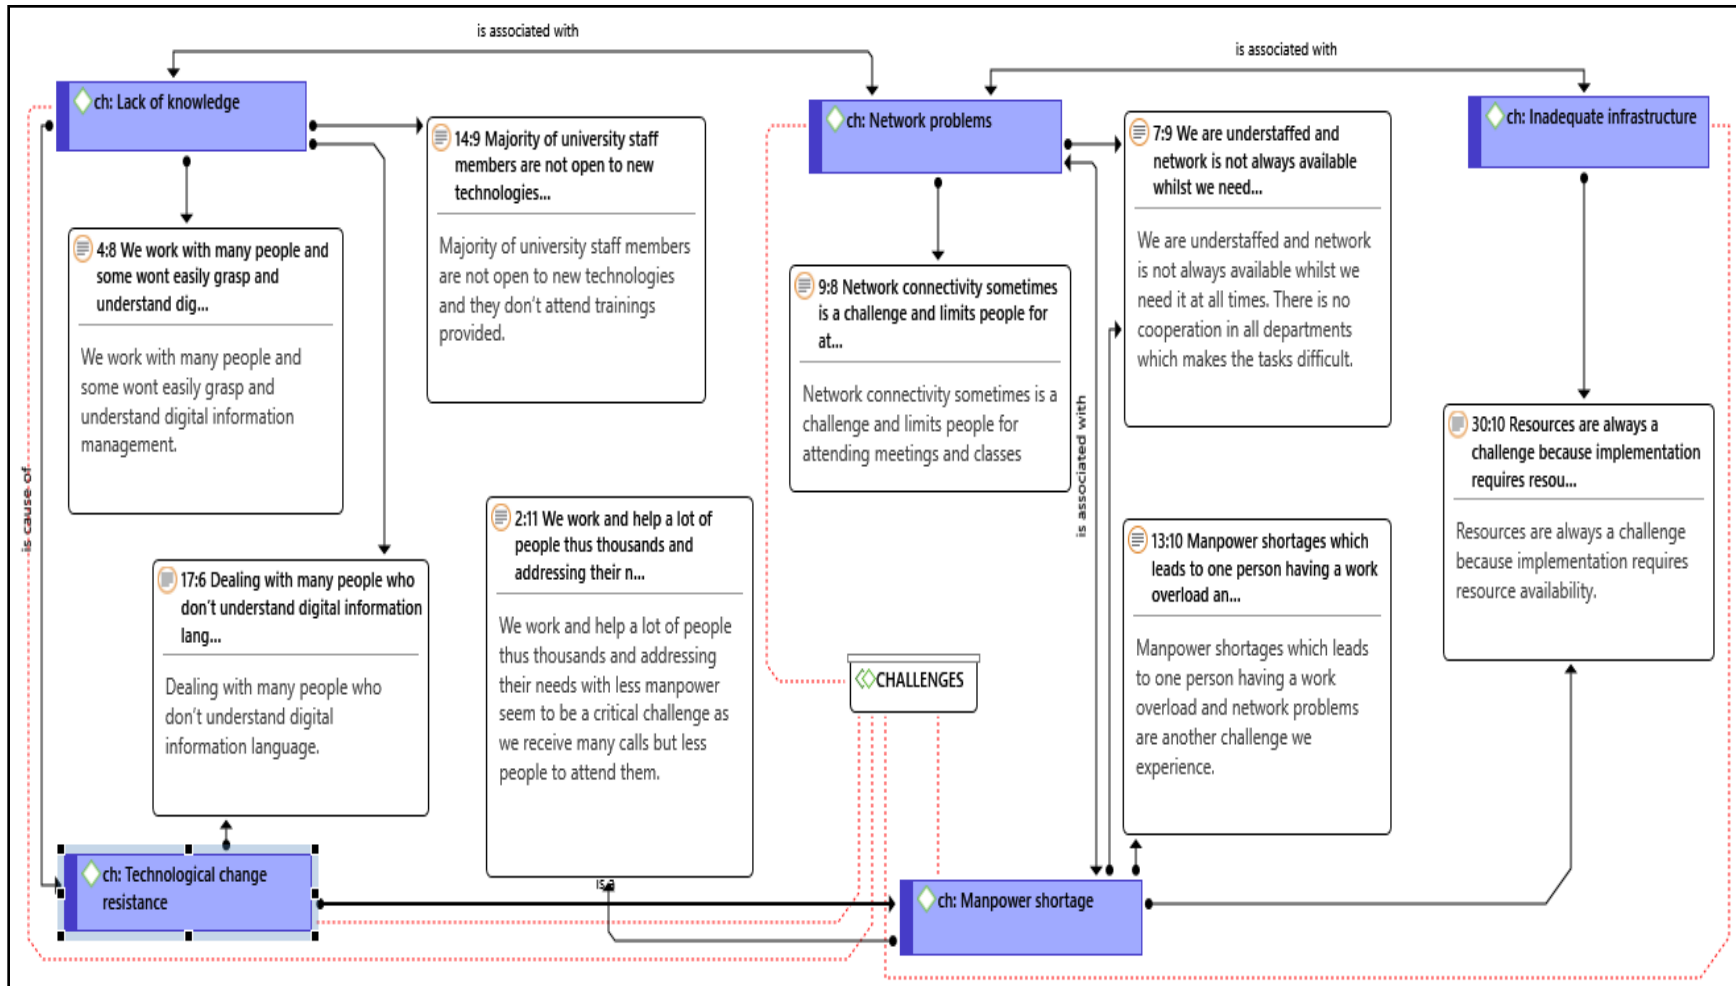 is associated with
is associated with
ch: Lack of knowledge
ch: Network problems
ch: Inadequate infrastructure
14:9 Majority of university staff
members are not open to new
technologies...
Majority of university staff members
are not open to new technologies
and they don't attend trainings
provided.
7:9 We are understaffed and
network is not always available
whilst we need...
We are understaffed and network
is not always available whilst we
need it at all times. There is no
cooperation in all departments
which makes the tasks difficult.
4:8 We work with many people and
some wont easily grasp and
understand dig...
We work with many people and
some wont easily grasp and
understand digital information
management.
9:8 Network connectivity sometimes
is a challenge and limits people for
at...
Network connectivity sometimes is a
challenge and limits people for
attending meetings and classes
is associated with
30:10 Resources are always a
challenge because implementation
requires resou...
Resources are always a challenge
because implementation requires
resource availability.
is cause of
2:11 We work and help a lot of
people thus thousands and
addressing their n...
We work and help a lot of people
thus thousands and addressing
their needs with less manpower
seem to be a critical challenge as
we receive many calls but less
people to attend them.
13:10 Manpower shortages which
leads to one person having a work
overload an...
Manpower shortages which leads
to one person having a work
overload and network problems
are another challenge we
experience.
17:6 Dealing with many people who
don't understand digital information
lang...
Dealing with many people who
don't understand digital
information language.
CHALLENGES
ch: Technological change
resistance
is a
ch: Manpower shortage